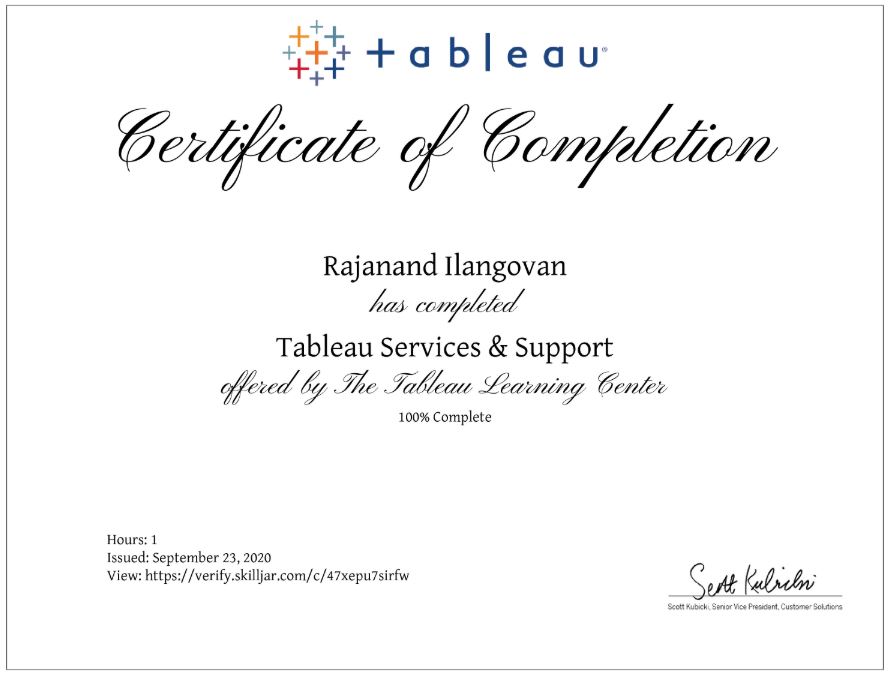 +ableau®
Certificate of Completion
Rajanand Ilangovan
has completed
Tableau Services & Support
offered by The Tableau Learning Center
100% Complete
Hours: 1
Issued: September 23, 2020
View: https://verify.skilljar.com/c/47xepu7sirfw
Scott Kubicki
Scott Kubicki, Senior Vice President, Customer Solutions